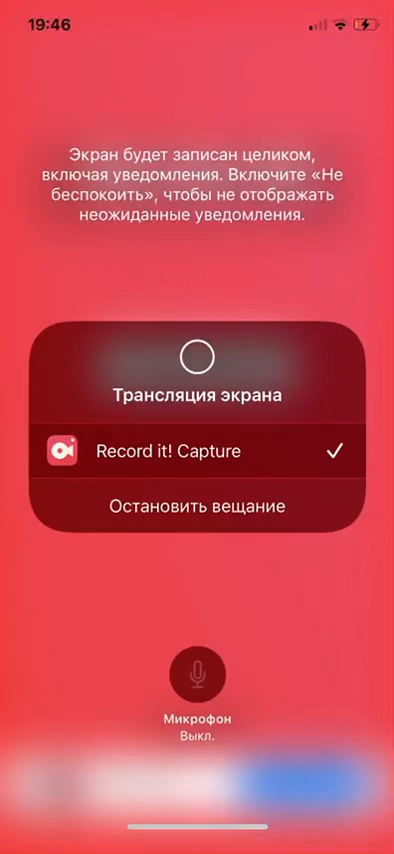 19:46
Экран будет записан целиком,
включая уведомления. Включите «Не
беспокоить», чтобы не отображать
неожиданные уведомления.
Трансляция экрана
Record it! Capture
Остановить вещание
Микрофон
Выкл.